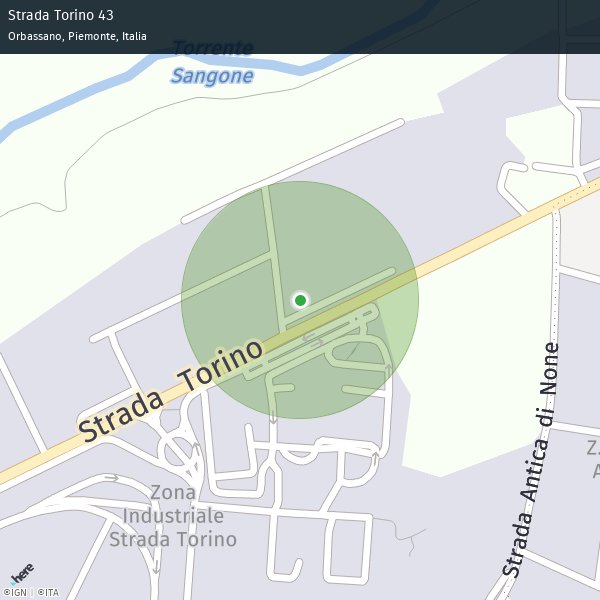 Strada Torino 43
Orbassano, Piemonte, Italia
Torrente
Sangone
Strada Torino
Strada Antica di None
Z.
A
Zona
Industriale
Strada Torino
here
©IGN | ©ITA